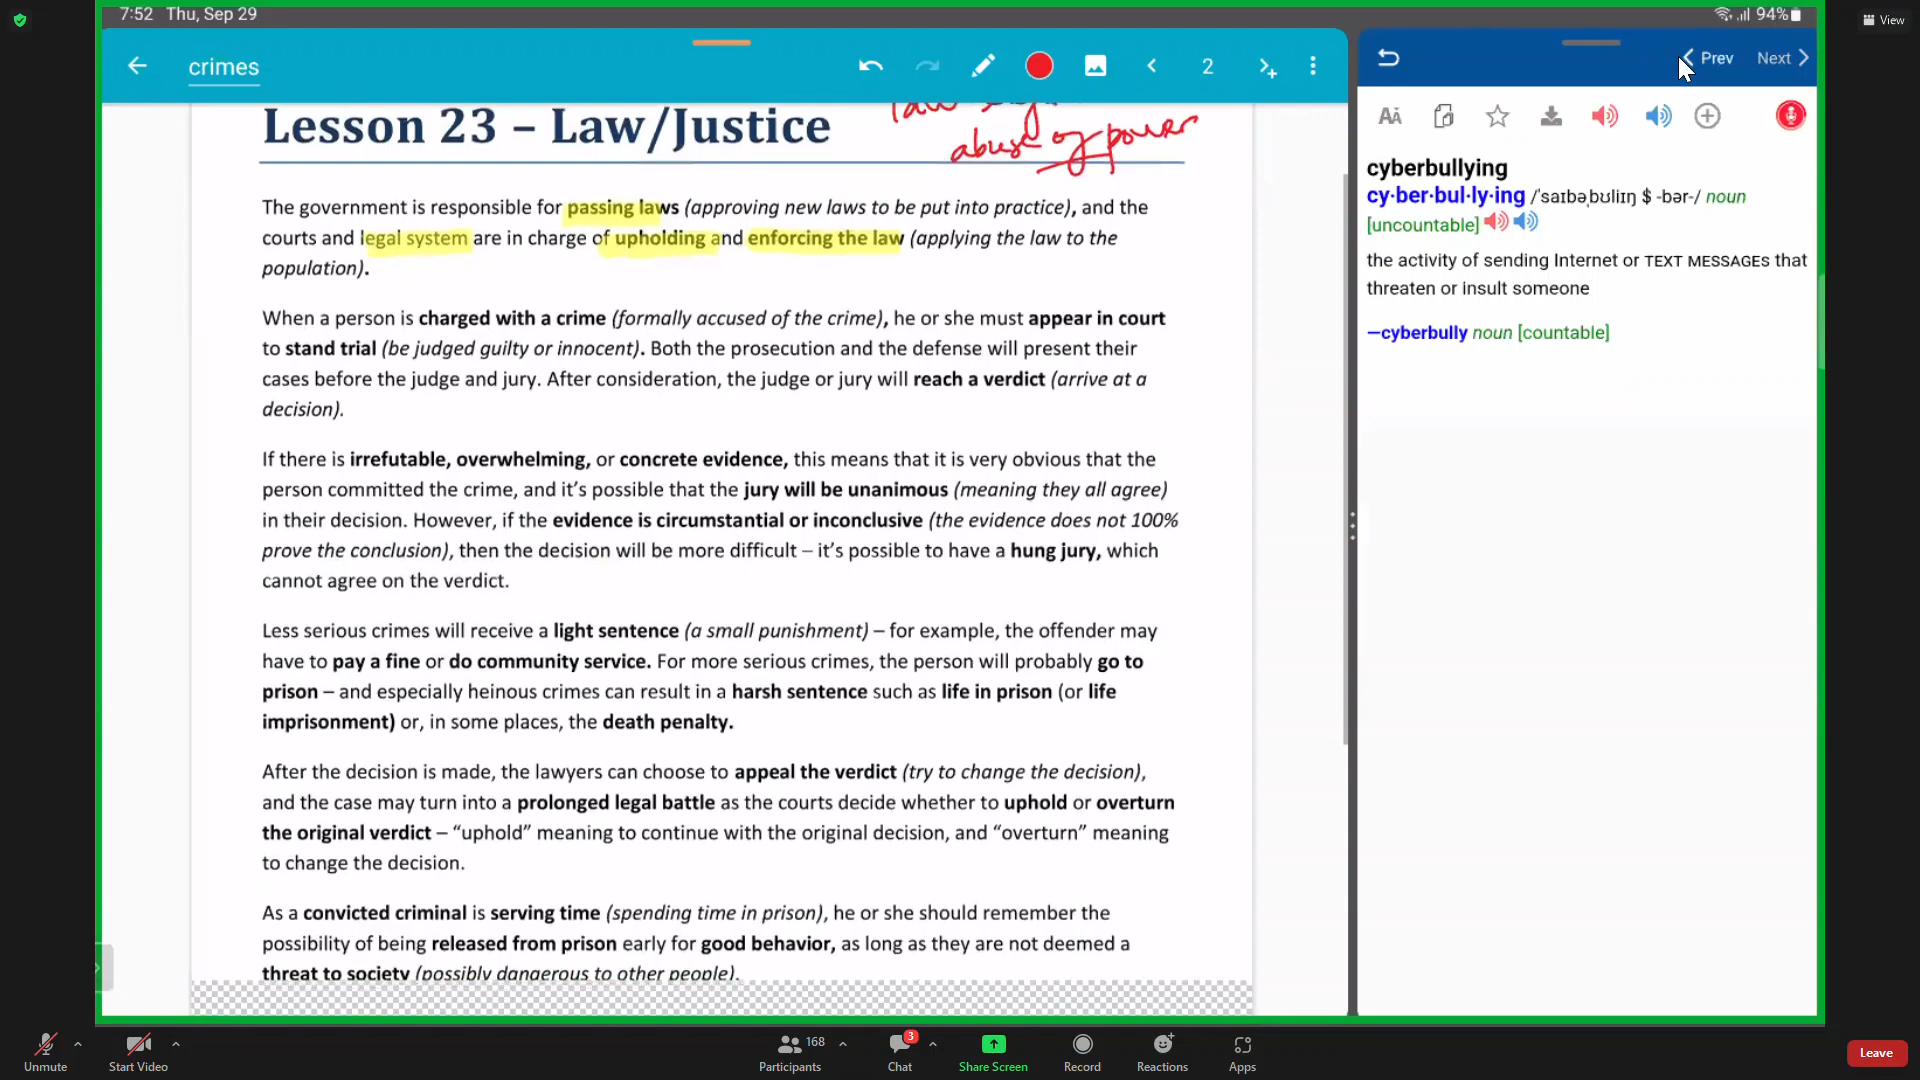 7:52 Thu, Sep 29
94%
View
crimes
2
Prev
Next
Lesson 23 – Law/Justice
law
abuse of power
The government is responsible for passing laws (approving new laws to be put into practice), and the
courts and legal system are in charge of upholding and enforcing the law (applying the law to the
population).
When a person is charged with a crime (formally accused of the crime), he or she must appear in court
to stand trial (be judged guilty or innocent). Both the prosecution and the defense will present their
cases before the judge and jury. After consideration, the judge or jury will reach a verdict (arrive at a
decision).
If there is irrefutable, overwhelming, or concrete evidence, this means that it is very obvious that the
person committed the crime, and it’s possible that the jury will be unanimous (meaning they all agree)
in their decision. However, if the evidence is circumstantial or inconclusive (the evidence does not 100%
prove the conclusion), then the decision will be more difficult – it’s possible to have a hung jury, which
cannot agree on the verdict.
Less serious crimes will receive a light sentence (a small punishment) – for example, the offender may
have to pay a fine or do community service. For more serious crimes, the person will probably go to
prison – and especially heinous crimes can result in a harsh sentence such as life in prison (or life
imprisonment) or, in some places, the death penalty.
After the decision is made, the lawyers can choose to appeal the verdict (try to change the decision),
and the case may turn into a prolonged legal battle as the courts decide whether to uphold or overturn
the original verdict – “uphold” meaning to continue with the original decision, and “overturn” meaning
to change the decision.
As a convicted criminal is serving time (spending time in prison), he or she should remember the
possibility of being released from prison early for good behavior, as long as they are not deemed a
threat to society (possibly dangerous to other people).
AA
cyberbullying
cy·ber·bul·ly·ing /ˈsaɪbəˌbʊliɪŋ $ -bər-/ noun
[uncountable]
the activity of sending Internet or TEXT MESSAGEs that
threaten or insult someone
—cyberbully noun [countable]
Unmute
Start Video
168
Participants
3
Chat
Share Screen
Record
Reactions
Apps
Leave